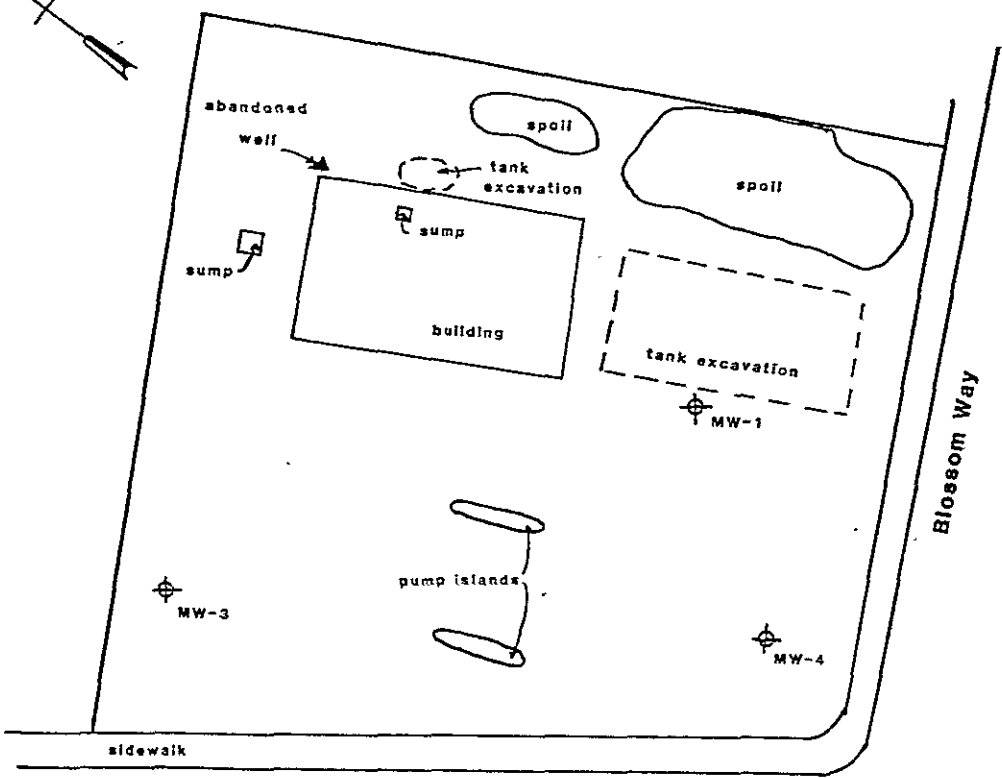 abandoned
well
spoil
spoil
tank
excavation
sump
sump
building
tank excavation
MW-1
Blossom Way
pump islands
MW-3
MW-4
sidewalk